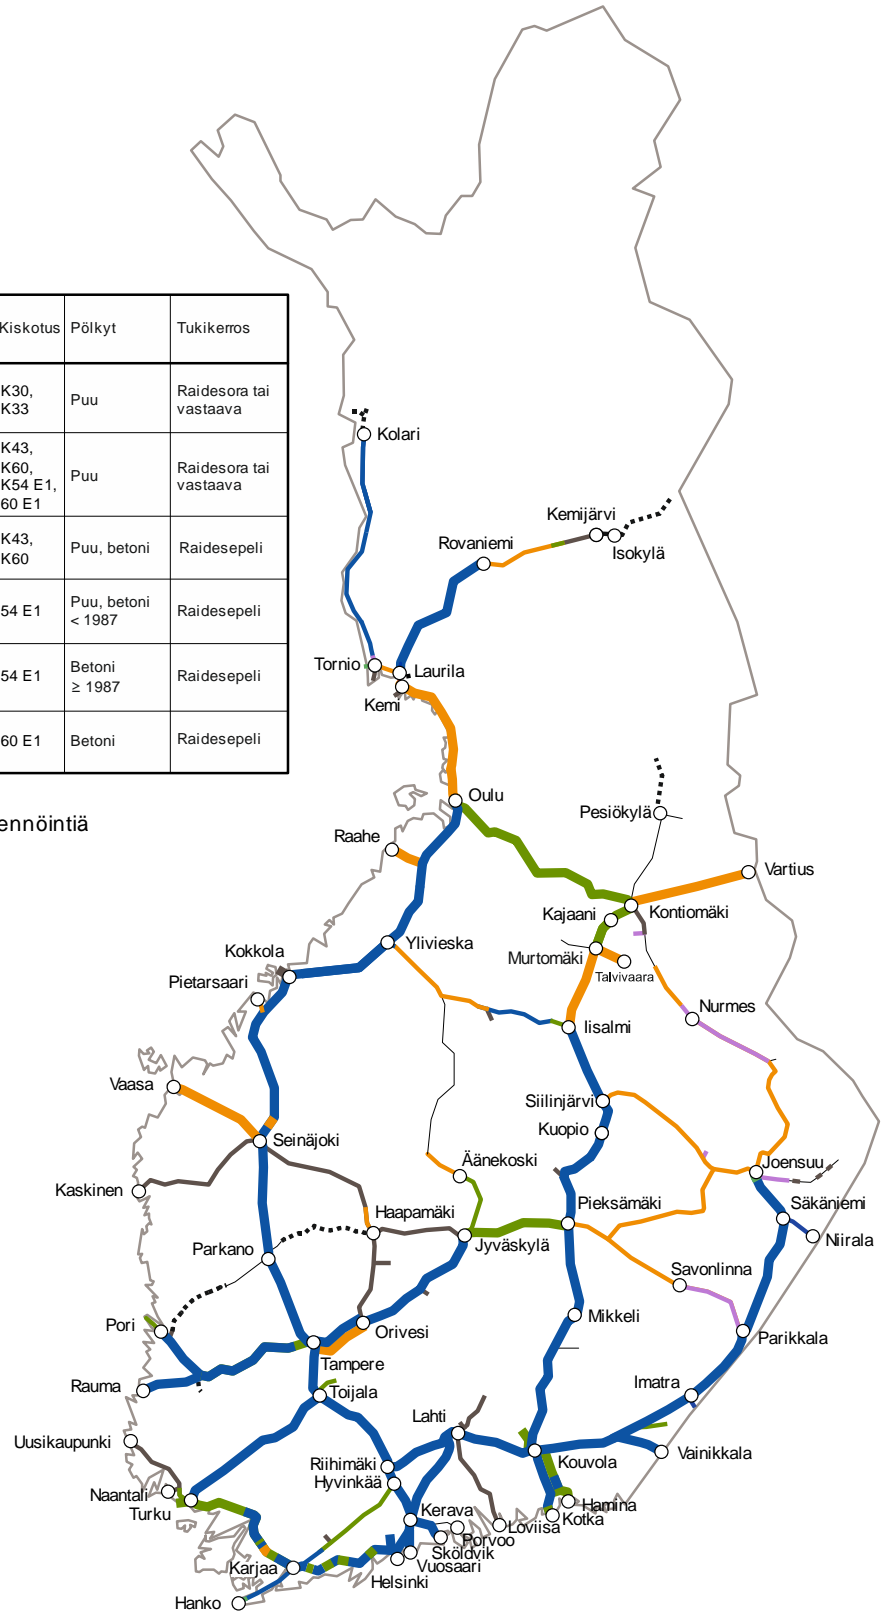 Kiskotus Pölkyt Tukikerros
K30,
K33
Puu
Raidesora tai
vastaava
K43,
K60,
K54 E1,
60 E1
Puu
Raidesora tai
vastaava
K43,
K60
Puu, betoni
Raidesepeli
54 E1
Puu, betoni
< 1987
Raidesepeli
54 E1
Betoni
≥ 1987
Raidesepeli
60 E1
Betoni
Raidesepeli
ennöintiä
Kolari
Kemijärvi
Isokylä
Rovaniemi
Tornio
Laurila
Kemi
Oulu
Pesiökylä
Raahe
Vartius
Kajaani
Kontiomäki
Ylivieska
Murtomäki
Talvivaara
Kokkola
Pietarsaari
Nurmes
Iisalmi
Vaasa
Siilinjärvi
Kuopio
Seinäjoki
Äänekoski
Joensuu
Kaskinen
Pieksämäki
Säkäniemi
Haapamäki
Jyväskylä
Niirala
Parkano
Savonlinna
Mikkeli
Pori
Orivesi
Parikkala
Tampere
Rauma
Toijala
Imatra
Lahti
Uusikaupunki
Vainikkala
Riihimäki
Kouvola
Hyvinkää
Naantali
Hamina
Turku
Kerava
Loviisa
Kotka
Porvoo
Sköldvik
Karjaa
Vuosaari
Helsinki
Hanko